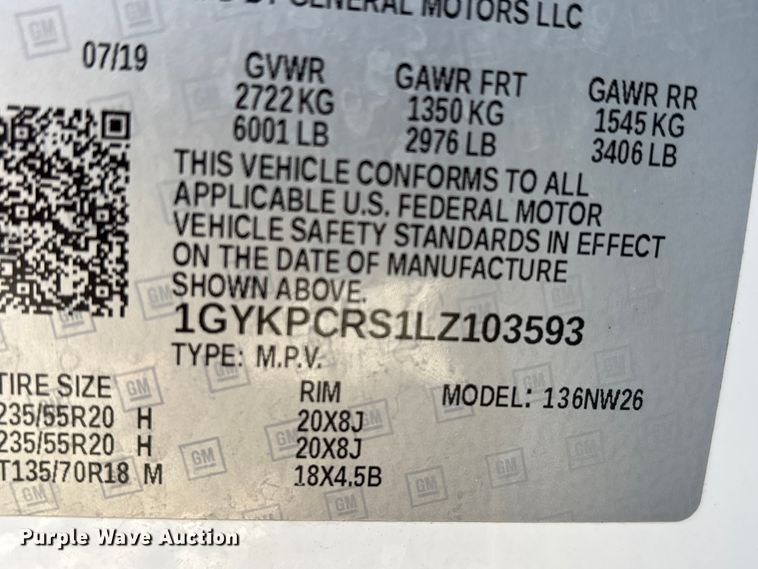 GENERAL MOTORS LLC
07/19
GVWR GAWR FRT GAWR RR
2722 KG 1350 KG 1545 KG
6001 LB 2976 LB 3406 LB
THIS VEHICLE CONFORMS TO ALL
APPLICABLE U.S. FEDERAL MOTOR
VEHICLE SAFETY STANDARDS IN EFFECT
ON THE DATE OF MANUFACTURE
SHOWN ABOVE.
1GYKPCRS1LZ103593
TYPE: M.P.V.
TIRE SIZE RIM MODEL: 136NW26
235/55R20 H 20X8J
235/55R20 H 20X8J
T135/70R18 M 18X4.5B
Purple Wave Auction